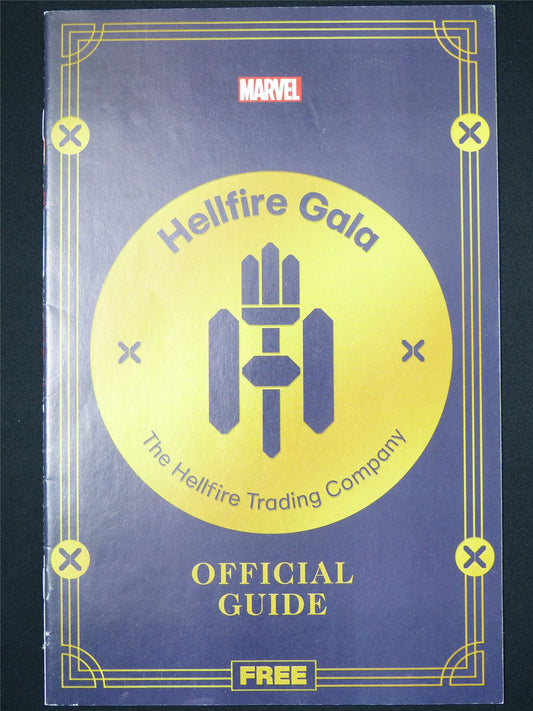 MARVEL
Hellfire Gala
The Hellfire Trading Company
OFFICIAL
GUIDE
FREE